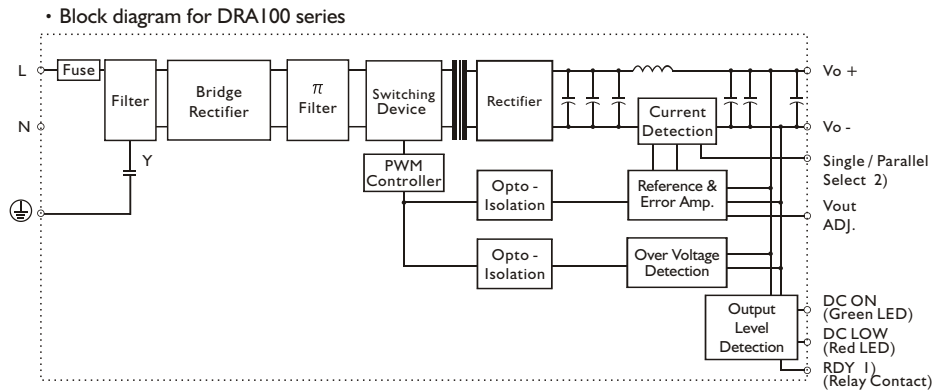 • Block diagram for DRA100 series
L
Fuse
Filter
Bridge
Rectifier
π
Filter
Switching
Device
Rectifier
Vo +
N
Current
Detection
Vo -
Y
PWM
Controller
Opto -
Isolation
Reference &
Error Amp.
Single / Parallel
Select 2)
Vout
ADJ.
Opto -
Isolation
Over Voltage
Detection
Output
Level
Detection
DC ON
(Green LED)
DC LOW
(Red LED)
RDY 1)
(Relay Contact)